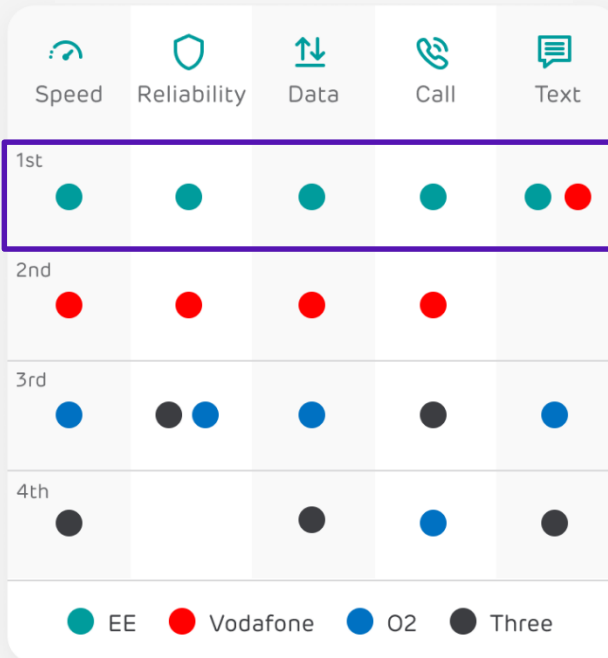 Speed Reliability Data Call Text
1st
2nd
3rd
4th
EE Vodafone O2 Three